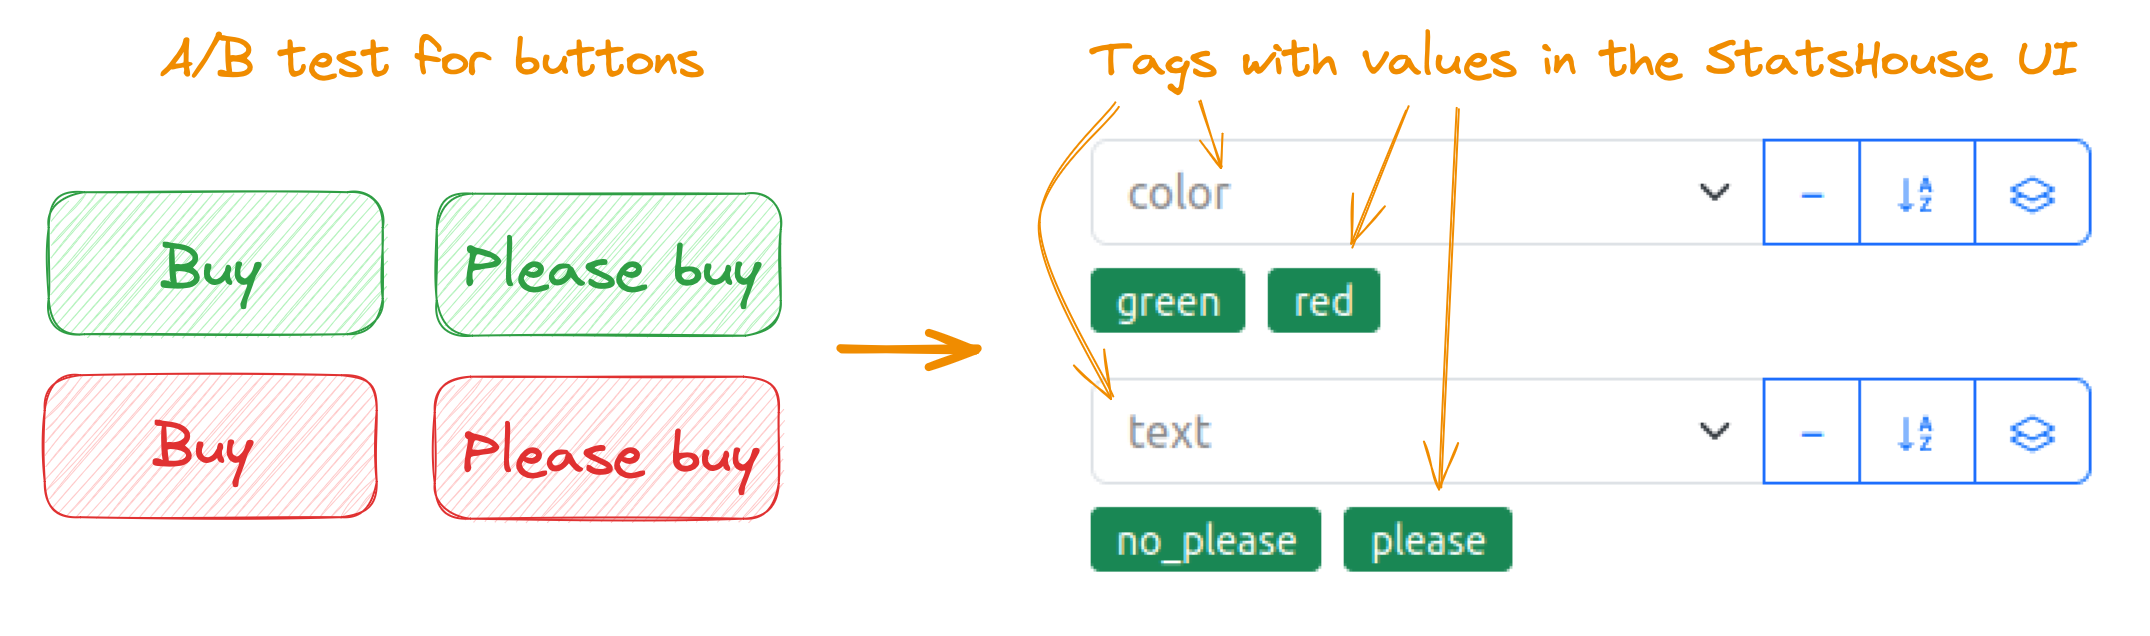 A/B test for buttons
Buy
Please buy
Buy
Please buy
Tags with values in the StatsHouse UI
color
A
Z
green
red
text
A
Z
no_please
please